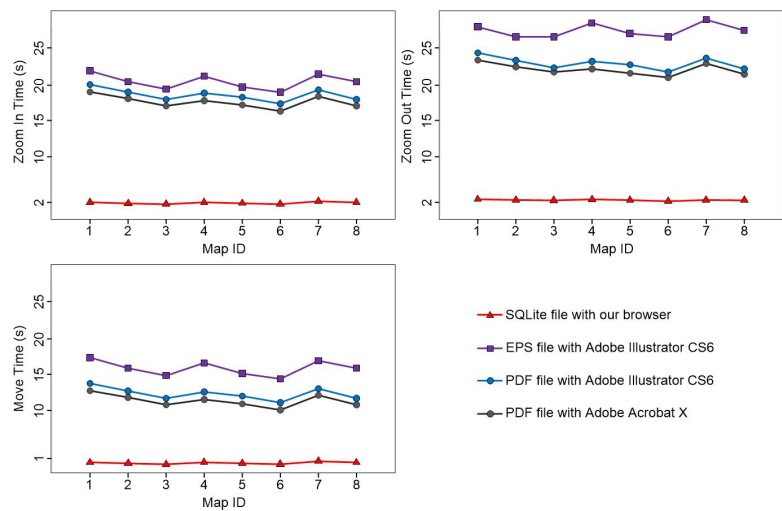 Zoom In Time (s)
25
20
15
10
2
1 2 3 4 5 6 7 8
Map ID
Zoom Out Time (s)
25
20
15
10
2
1 2 3 4 5 6 7 8
Map ID
Move Time (s)
25
20
15
10
1
1 2 3 4 5 6 7 8
Map ID
SQLite file with our browser
EPS file with Adobe Illustrator CS6
PDF file with Adobe Illustrator CS6
PDF file with Adobe Acrobat X